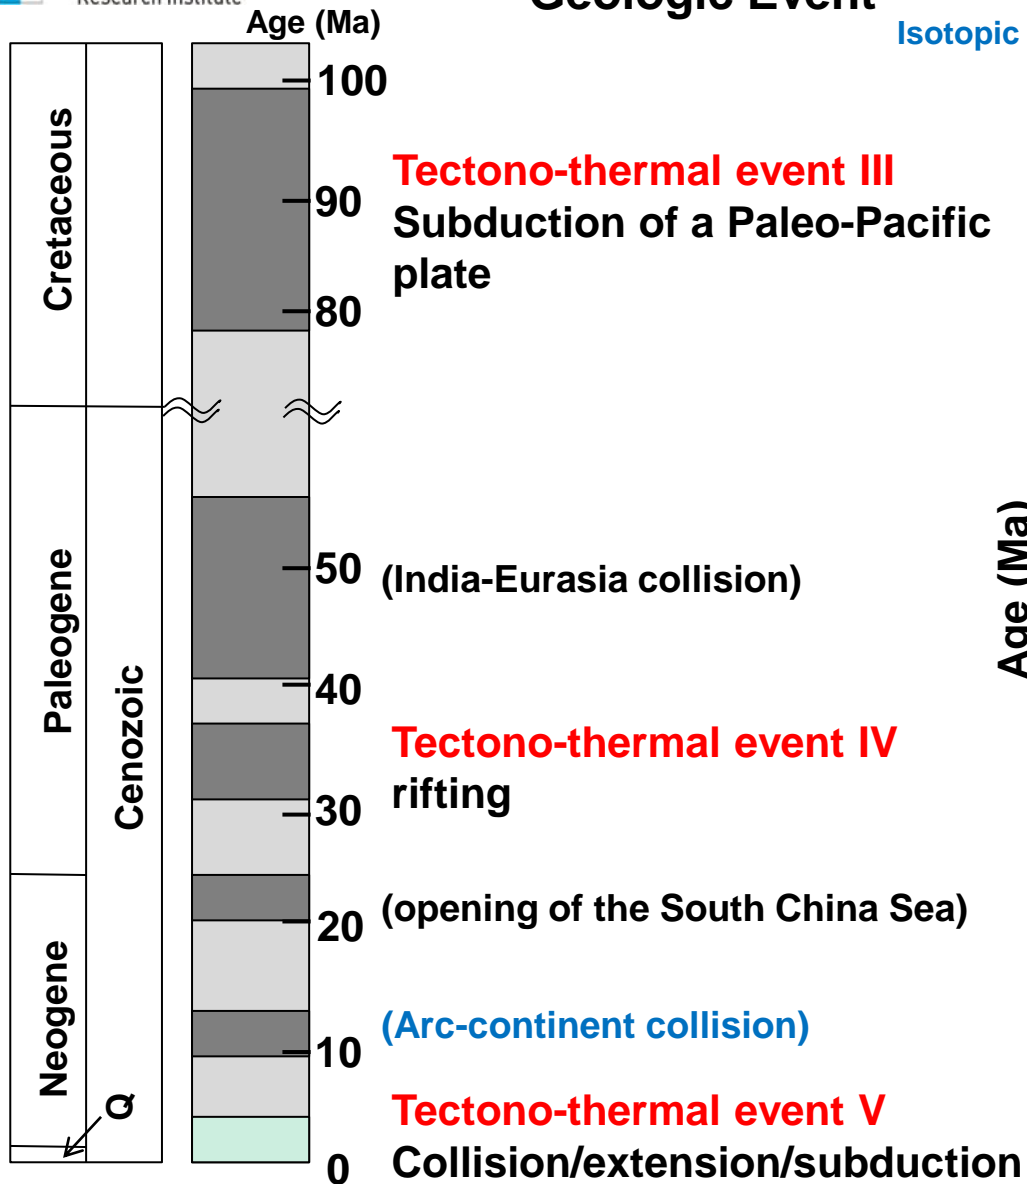 Research Institute
Geologic Event
Age (Ma)
Isotopic
100
Cretaceous
Tectono-thermal event III
90
Subduction of a Paleo-Pacific
plate
80
Paleogene
50
(India-Eurasia collision)
Age (Ma)
40
Cenozoic
Tectono-thermal event IV
rifting
30
(opening of the South China Sea)
20
Neogene
(Arc-continent collision)
10
Q
Tectono-thermal event V
0
Collision/extension/subduction